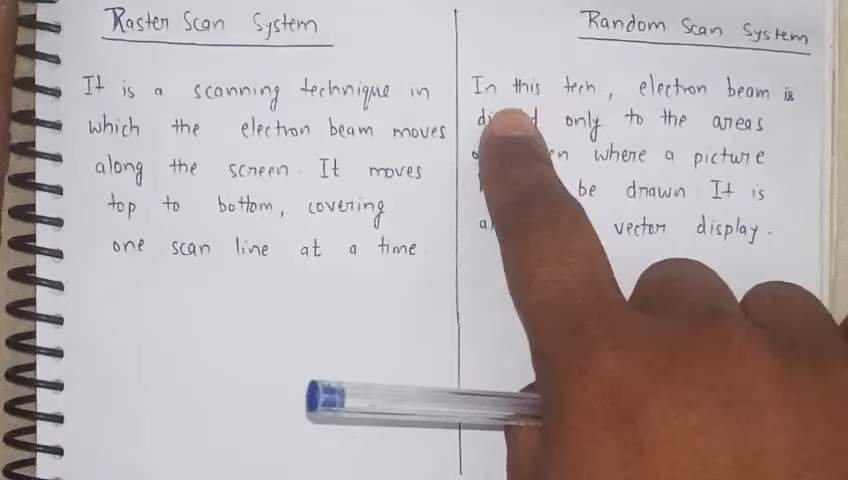 Raster Scan System
It is a scanning technique in
which the electron beam moves
along the screen. It moves
top to bottom, covering
one scan line at a time.
Random Scan System
In this tech, electron beam is
only to the areas
where a picture
be drawn. It is
vector display.